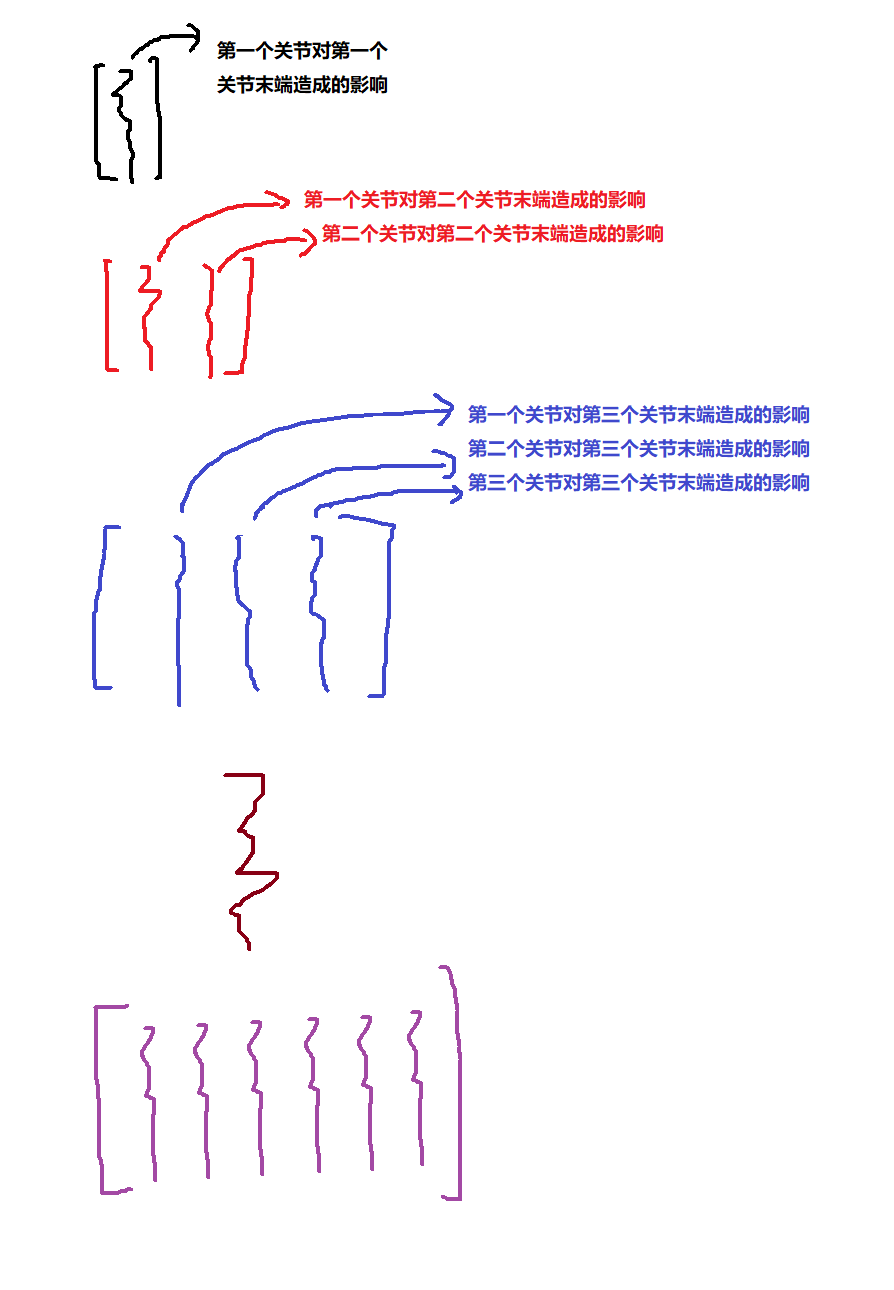 第一个关节对第一个
关节末端造成的影响
第一个关节对第二个关节末端造成的影响
第二个关节对第二个关节末端造成的影响
第一个关节对第三个关节末端造成的影响
第二个关节对第三个关节末端造成的影响
第三个关节对第三个关节末端造成的影响